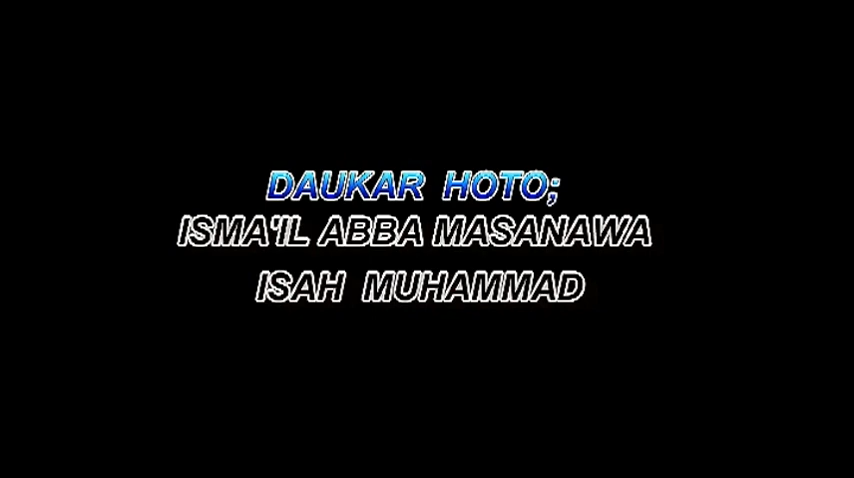 DAUKAR HOTO;
ISMA'IL ABBA MASANAWA
ISAH MUHAMMAD